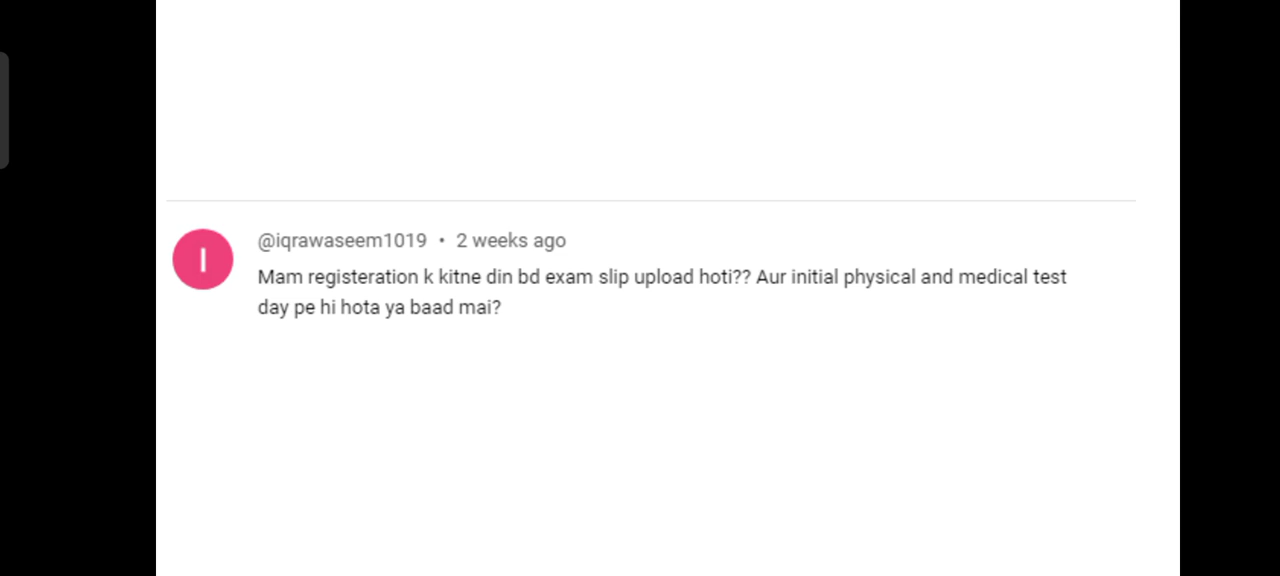 I
@iqrawaseem1019 • 2 weeks ago
Mam registeration k kitne din bd exam slip upload hoti?? Aur initial physical and medical test
day pe hi hota ya baad mai?